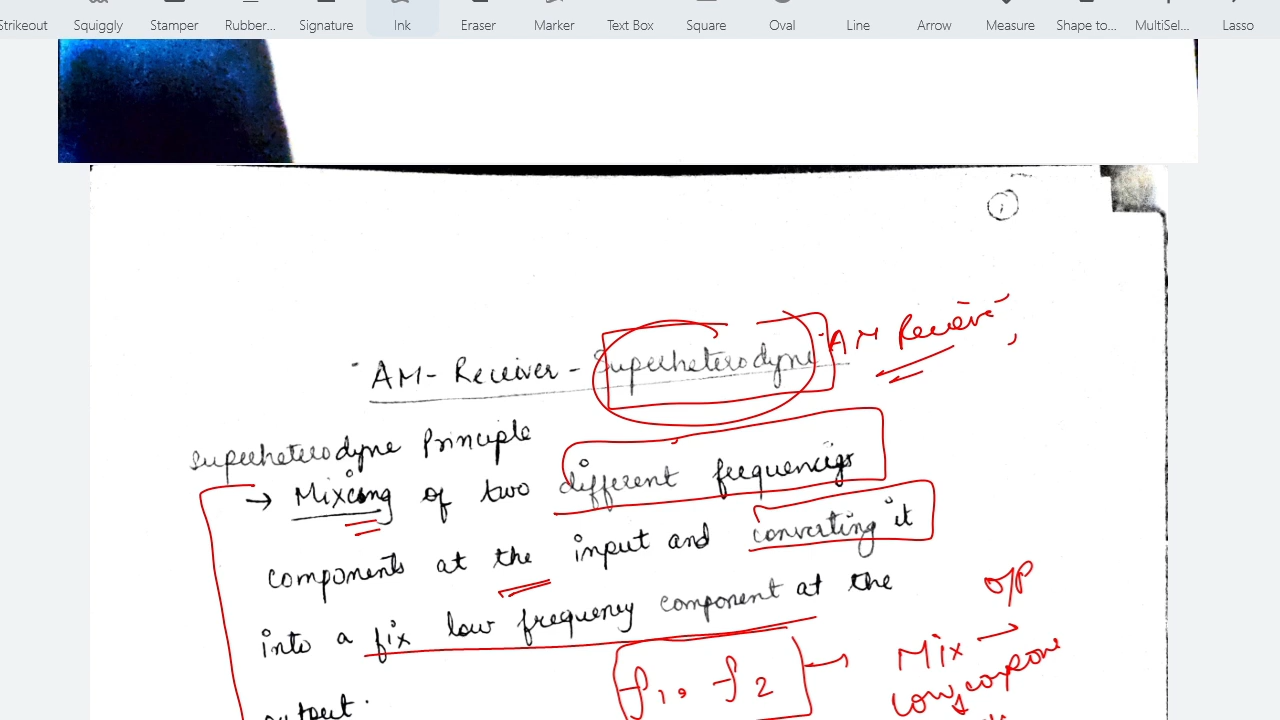 Strikeout Squiggly Stamper Rubber... Signature Ink Eraser Marker Text Box Square Oval Line Arrow Measure Shape to... MultiSel... Lasso
1
AM Receive
AM - Receiver - Superheterodyne
Superheterodyne Principle
→ Mixing of two different frequencies
components at the input and converting it
into a fix low frequency component at the
output.
O/P
f1, f2
Mix →
Low